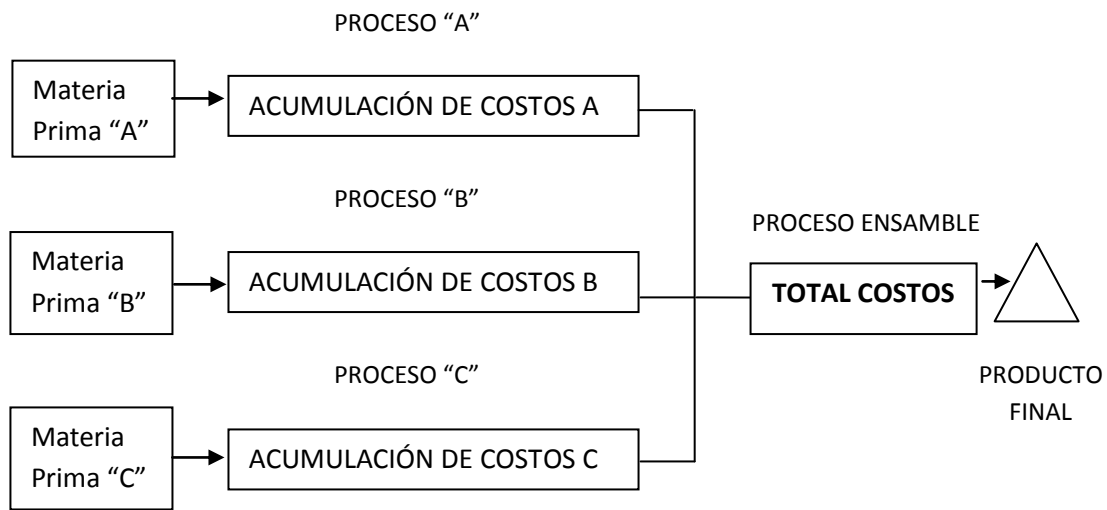 PROCESO “A”
Materia
Prima “A”
ACUMULACIÓN DE COSTOS A
PROCESO “B”
Materia
Prima “B”
ACUMULACIÓN DE COSTOS B
PROCESO ENSAMBLE
TOTAL COSTOS
PROCESO “C”
PRODUCTO
FINAL
Materia
Prima “C”
ACUMULACIÓN DE COSTOS C